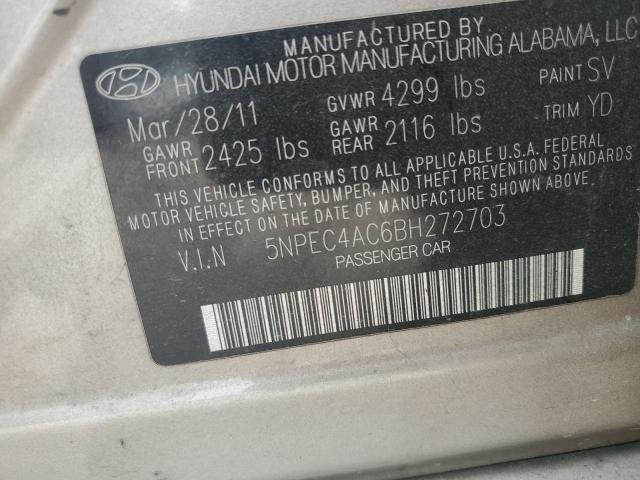 MANUFACTURED BY
HYUNDAI MOTOR MANUFACTURING ALABAMA, LLC
Mar/28/11 GVWR 4299 lbs PAINT SV
GAWR FRONT 2425 lbs GAWR REAR 2116 lbs TRIM YD
THIS VEHICLE CONFORMS TO ALL APPLICABLE U.S.A. FEDERAL
MOTOR VEHICLE SAFETY, BUMPER, AND THEFT PREVENTION STANDARDS
IN EFFECT ON THE DATE OF MANUFACTURE SHOWN ABOVE.
V.I.N 5NPEC4AC6BH272703
PASSENGER CAR